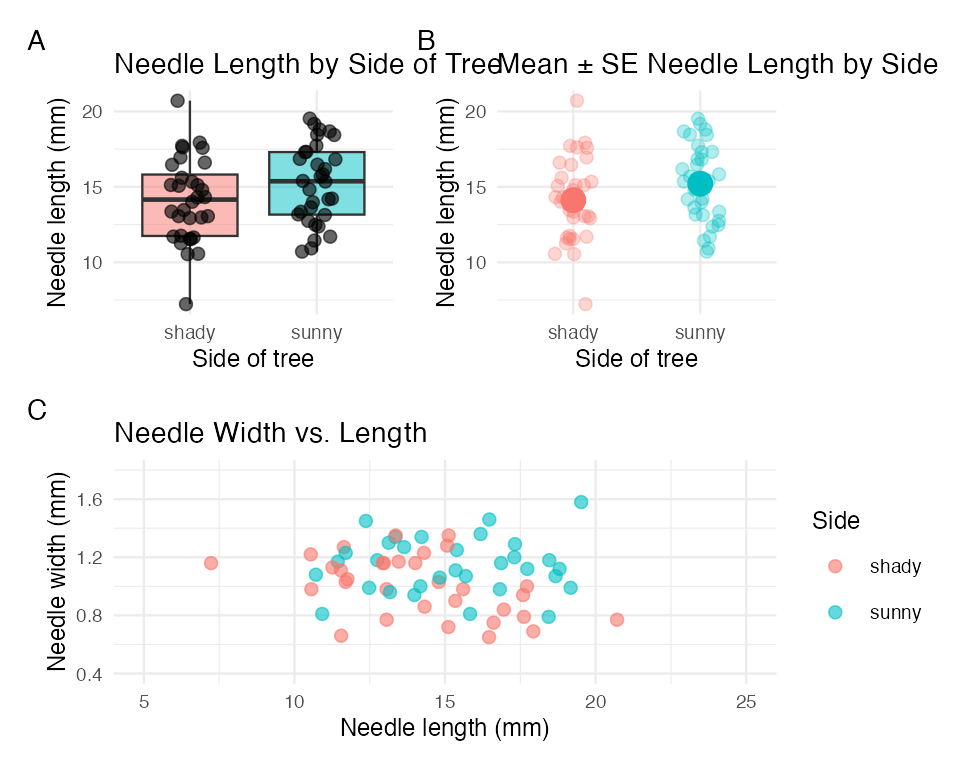 A
Needle Length by Side of Tree
Needle length (mm)
20
15
10
shady
sunny
Side of tree
B
Mean ± SE Needle Length by Side
Needle length (mm)
20
15
10
shady
sunny
Side of tree
C
Needle Width vs. Length
Needle width (mm)
1.6
1.2
0.8
0.4
5
10
15
20
25
Needle length (mm)
Side
shady
sunny